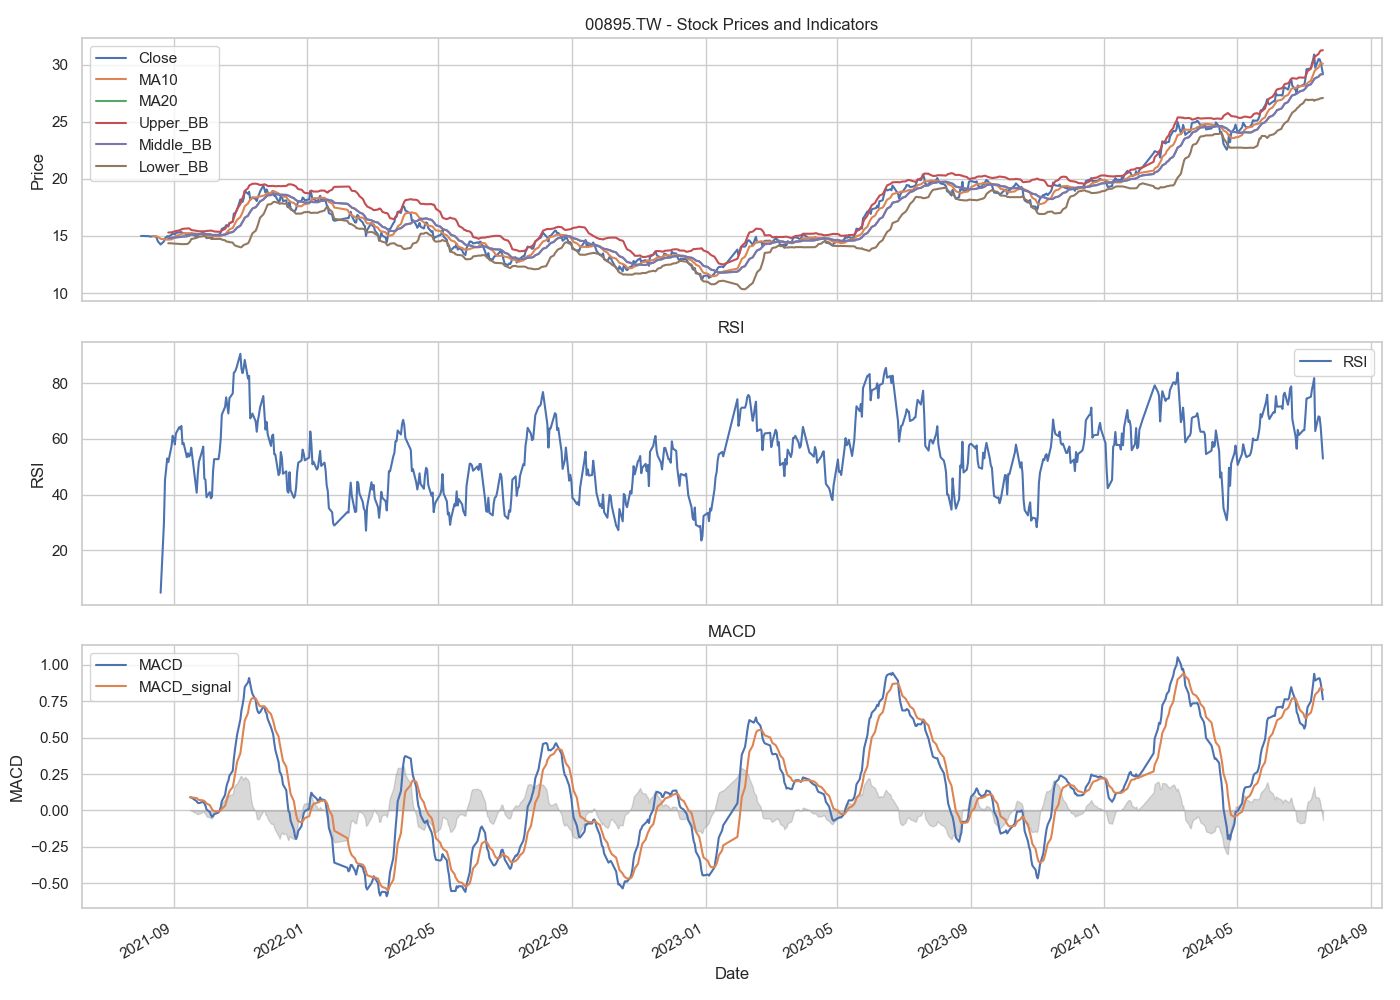 00895.TW - Stock Prices and Indicators
Close
MA10
MA20
Upper_BB
Middle_BB
Lower_BB
Price
30
25
20
15
10
RSI
RSI
RSI
80
60
40
20
MACD
MACD
MACD_signal
MACD
1.00
0.75
0.50
0.25
0.00
−0.25
−0.50
2021-09
2022-01
2022-05
2022-09
2023-01
2023-05
2023-09
2024-01
2024-05
2024-09
Date